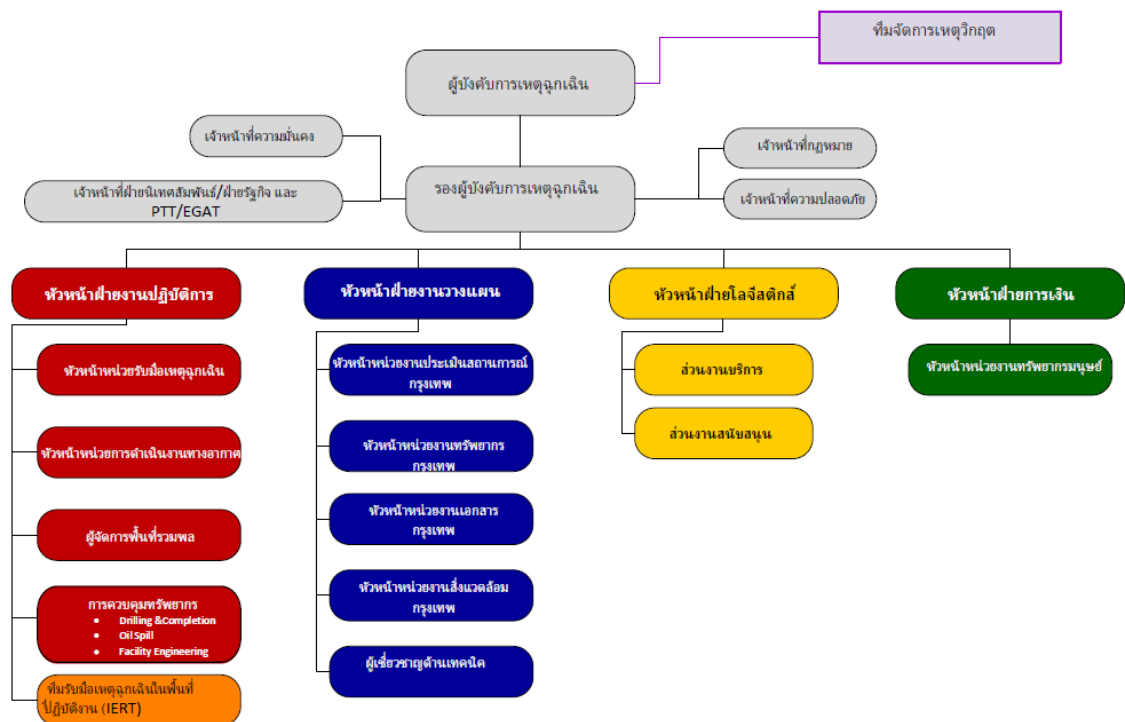 ทีมจัดการเหตุวิกฤต
ผู้บังคับการเหตุฉุกเฉิน
เจ้าหน้าที่ความมั่นคง
เจ้าหน้าที่กฎหมาย
รองผู้บังคับการเหตุฉุกเฉิน
เจ้าหน้าที่ฝ่ายนิเทศสัมพันธ์/ฝ่ายรัฐกิจ และ
PTT/EGAT
เจ้าหน้าที่ความปลอดภัย
หัวหน้าฝ่ายงานปฏิบัติการ
หัวหน้าหน่วยรับมือเหตุฉุกเฉิน
หัวหน้าหน่วยการดำเนินงานทางอากาศ
ผู้จัดการพื้นที่รวมพล
การควบคุมทรัพยากร
• Drilling &Completion
• Oil Spill
• Facility Engineering
ทีมรับมือเหตุฉุกเฉินในพื้นที่
ปฏิบัติงาน (IERT)
หัวหน้าฝ่ายงานวางแผน
หัวหน้าหน่วยงานประเมินสถานการณ์
กรุงเทพ
หัวหน้าหน่วยงานทรัพยากร
กรุงเทพ
หัวหน้าหน่วยงานเอกสาร
กรุงเทพ
หัวหน้าหน่วยงานสิ่งแวดล้อม
กรุงเทพ
ผู้เชี่ยวชาญด้านเทคนิค
หัวหน้าฝ่ายโลจีสติกส์
ส่วนงานบริการ
ส่วนงานสนับสนุน
หัวหน้าฝ่ายการเงิน
หัวหน้าหน่วยงานทรัพยากรมนุษย์